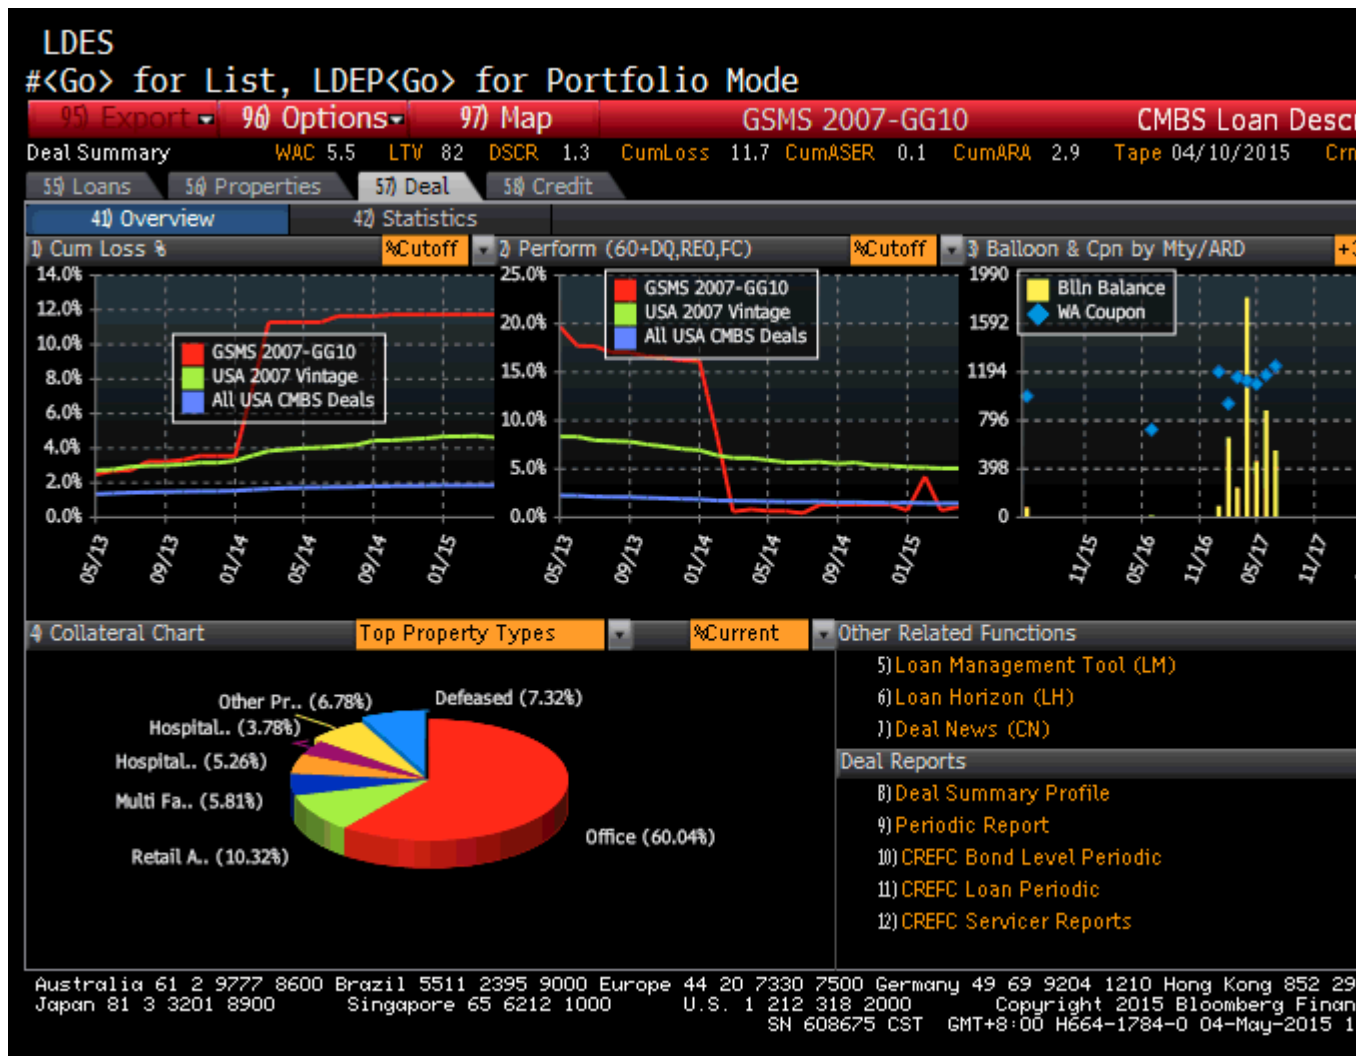 LDES
#<Go> for List, LDEP<Go> for Portfolio Mode
95) Export 96) Options 97) Map GSMS 2007-GG10 CMBS Loan Descr
Deal Summary WAC 5.5 LTV 82 DSCR 1.3 CumLoss 11.7 CumASER 0.1 CumARA 2.9 Tape 04/10/2015 Crn
55) Loans 56) Properties 57) Deal 58) Credit
41) Overview 42) Statistics
1) Cum Loss % %Cutoff 2) Perform (60+DQ,REO,FC) %Cutoff 3) Balloon & Cpn by Mty/ARD
14.0%
12.0%
10.0%
8.0%
6.0%
4.0%
2.0%
0.0%
GSMS 2007-GG10
USA 2007 Vintage
All USA CMBS Deals
05/13 09/13 01/14 05/14 09/14 01/15
25.0%
20.0%
15.0%
10.0%
5.0%
0.0%
GSMS 2007-GG10
USA 2007 Vintage
All USA CMBS Deals
05/13 09/13 01/14 05/14 09/14 01/15
1990
1592
1194
796
398
0
Blln Balance
WA Coupon
11/15 05/16 11/16 05/17 11/17
4) Collateral Chart Top Property Types %Current
Other Pr.. (6.78%)
Defeased (7.32%)
Hospital.. (3.78%)
Hospital.. (5.26%)
Multi Fa.. (5.81%)
Retail A.. (10.32%)
Office (60.04%)
Other Related Functions
5) Loan Management Tool (LM)
6) Loan Horizon (LH)
7) Deal News (CN)
Deal Reports
8) Deal Summary Profile
9) Periodic Report
10) CREFC Bond Level Periodic
11) CREFC Loan Periodic
12) CREFC Servicer Reports
Australia 61 2 9777 8600 Brazil 5511 2395 9000 Europe 44 20 7330 7500 Germany 49 69 9204 1210 Hong Kong 852 29
Japan 81 3 3201 8900 Singapore 65 6212 1000 U.S. 1 212 318 2000 Copyright 2015 Bloomberg Finan
SN 608675 CST GMT+8:00 H664-1784-0 04-May-2015 1